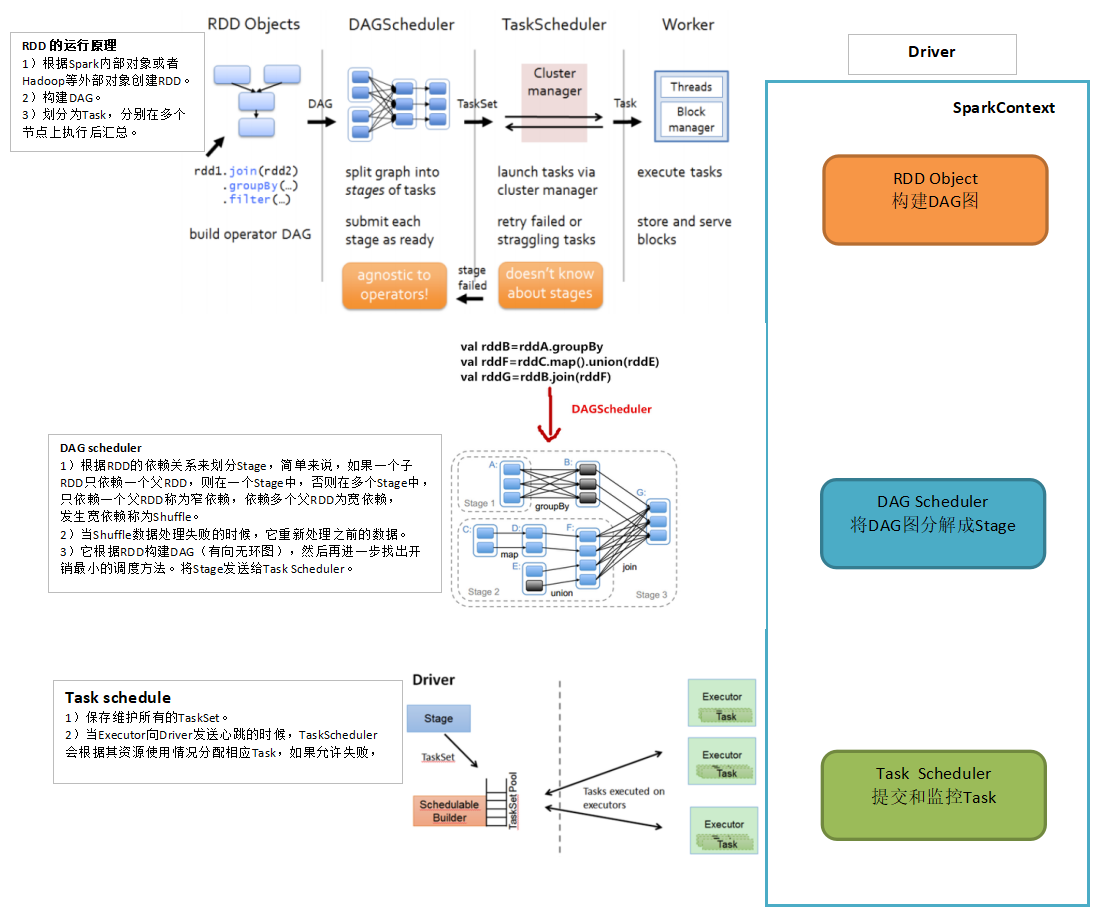 RDD Objects
DAGScheduler
TaskScheduler
Worker
RDD 的运行原理
1）根据Spark内部对象或者
Hadoop等外部对象创建RDD。
2）构建DAG。
3）划分为Task，分别在多个
节点上执行后汇总。
DAG
TaskSet
Cluster
manager
Task
Threads
Block
manager
rdd1.join(rdd2)
.groupBy(…)
.filter(…)
build operator DAG
split graph into
stages of tasks
submit each
stage as ready
launch tasks via
cluster manager
retry failed or
straggling tasks
execute tasks
store and serve
blocks
agnostic to
operators!
stage
failed
doesn't know
about stages
val rddB=rddA.groupBy
val rddF=rddC.map().union(rddE)
val rddG=rddB.join(rddF)
DAGScheduler
DAG scheduler
1）根据RDD的依赖关系来划分Stage，简单来说，如果一个子
RDD只依赖一个父RDD，则在一个Stage中，否则在多个Stage中，
只依赖一个父RDD称为窄依赖，依赖多个父RDD为宽依赖，
发生宽依赖称为Shuffle。
2）当Shuffle数据处理失败的时候，它重新处理之前的数据。
3）它根据RDD构建DAG（有向无环图），然后再进一步找出开
销最小的调度方法。将Stage发送给Task Scheduler。
A:
B:
G:
Stage 1
groupBy
C:
D:
F:
map
E:
join
Stage 2
union
Stage 3
Task schedule
1）保存维护所有的TaskSet。
2）当Executor向Driver发送心跳的时候，TaskScheduler
会根据其资源使用情况分配相应Task，如果允许失败，
Driver
Stage
TaskSet
Schedulable
Builder
TaskSet Pool
Tasks executed on
executors
Executor
Task
Executor
Task
Executor
Task
Driver
SparkContext
RDD Object
构建DAG图
DAG Scheduler
将DAG图分解成Stage
Task Scheduler
提交和监控Task